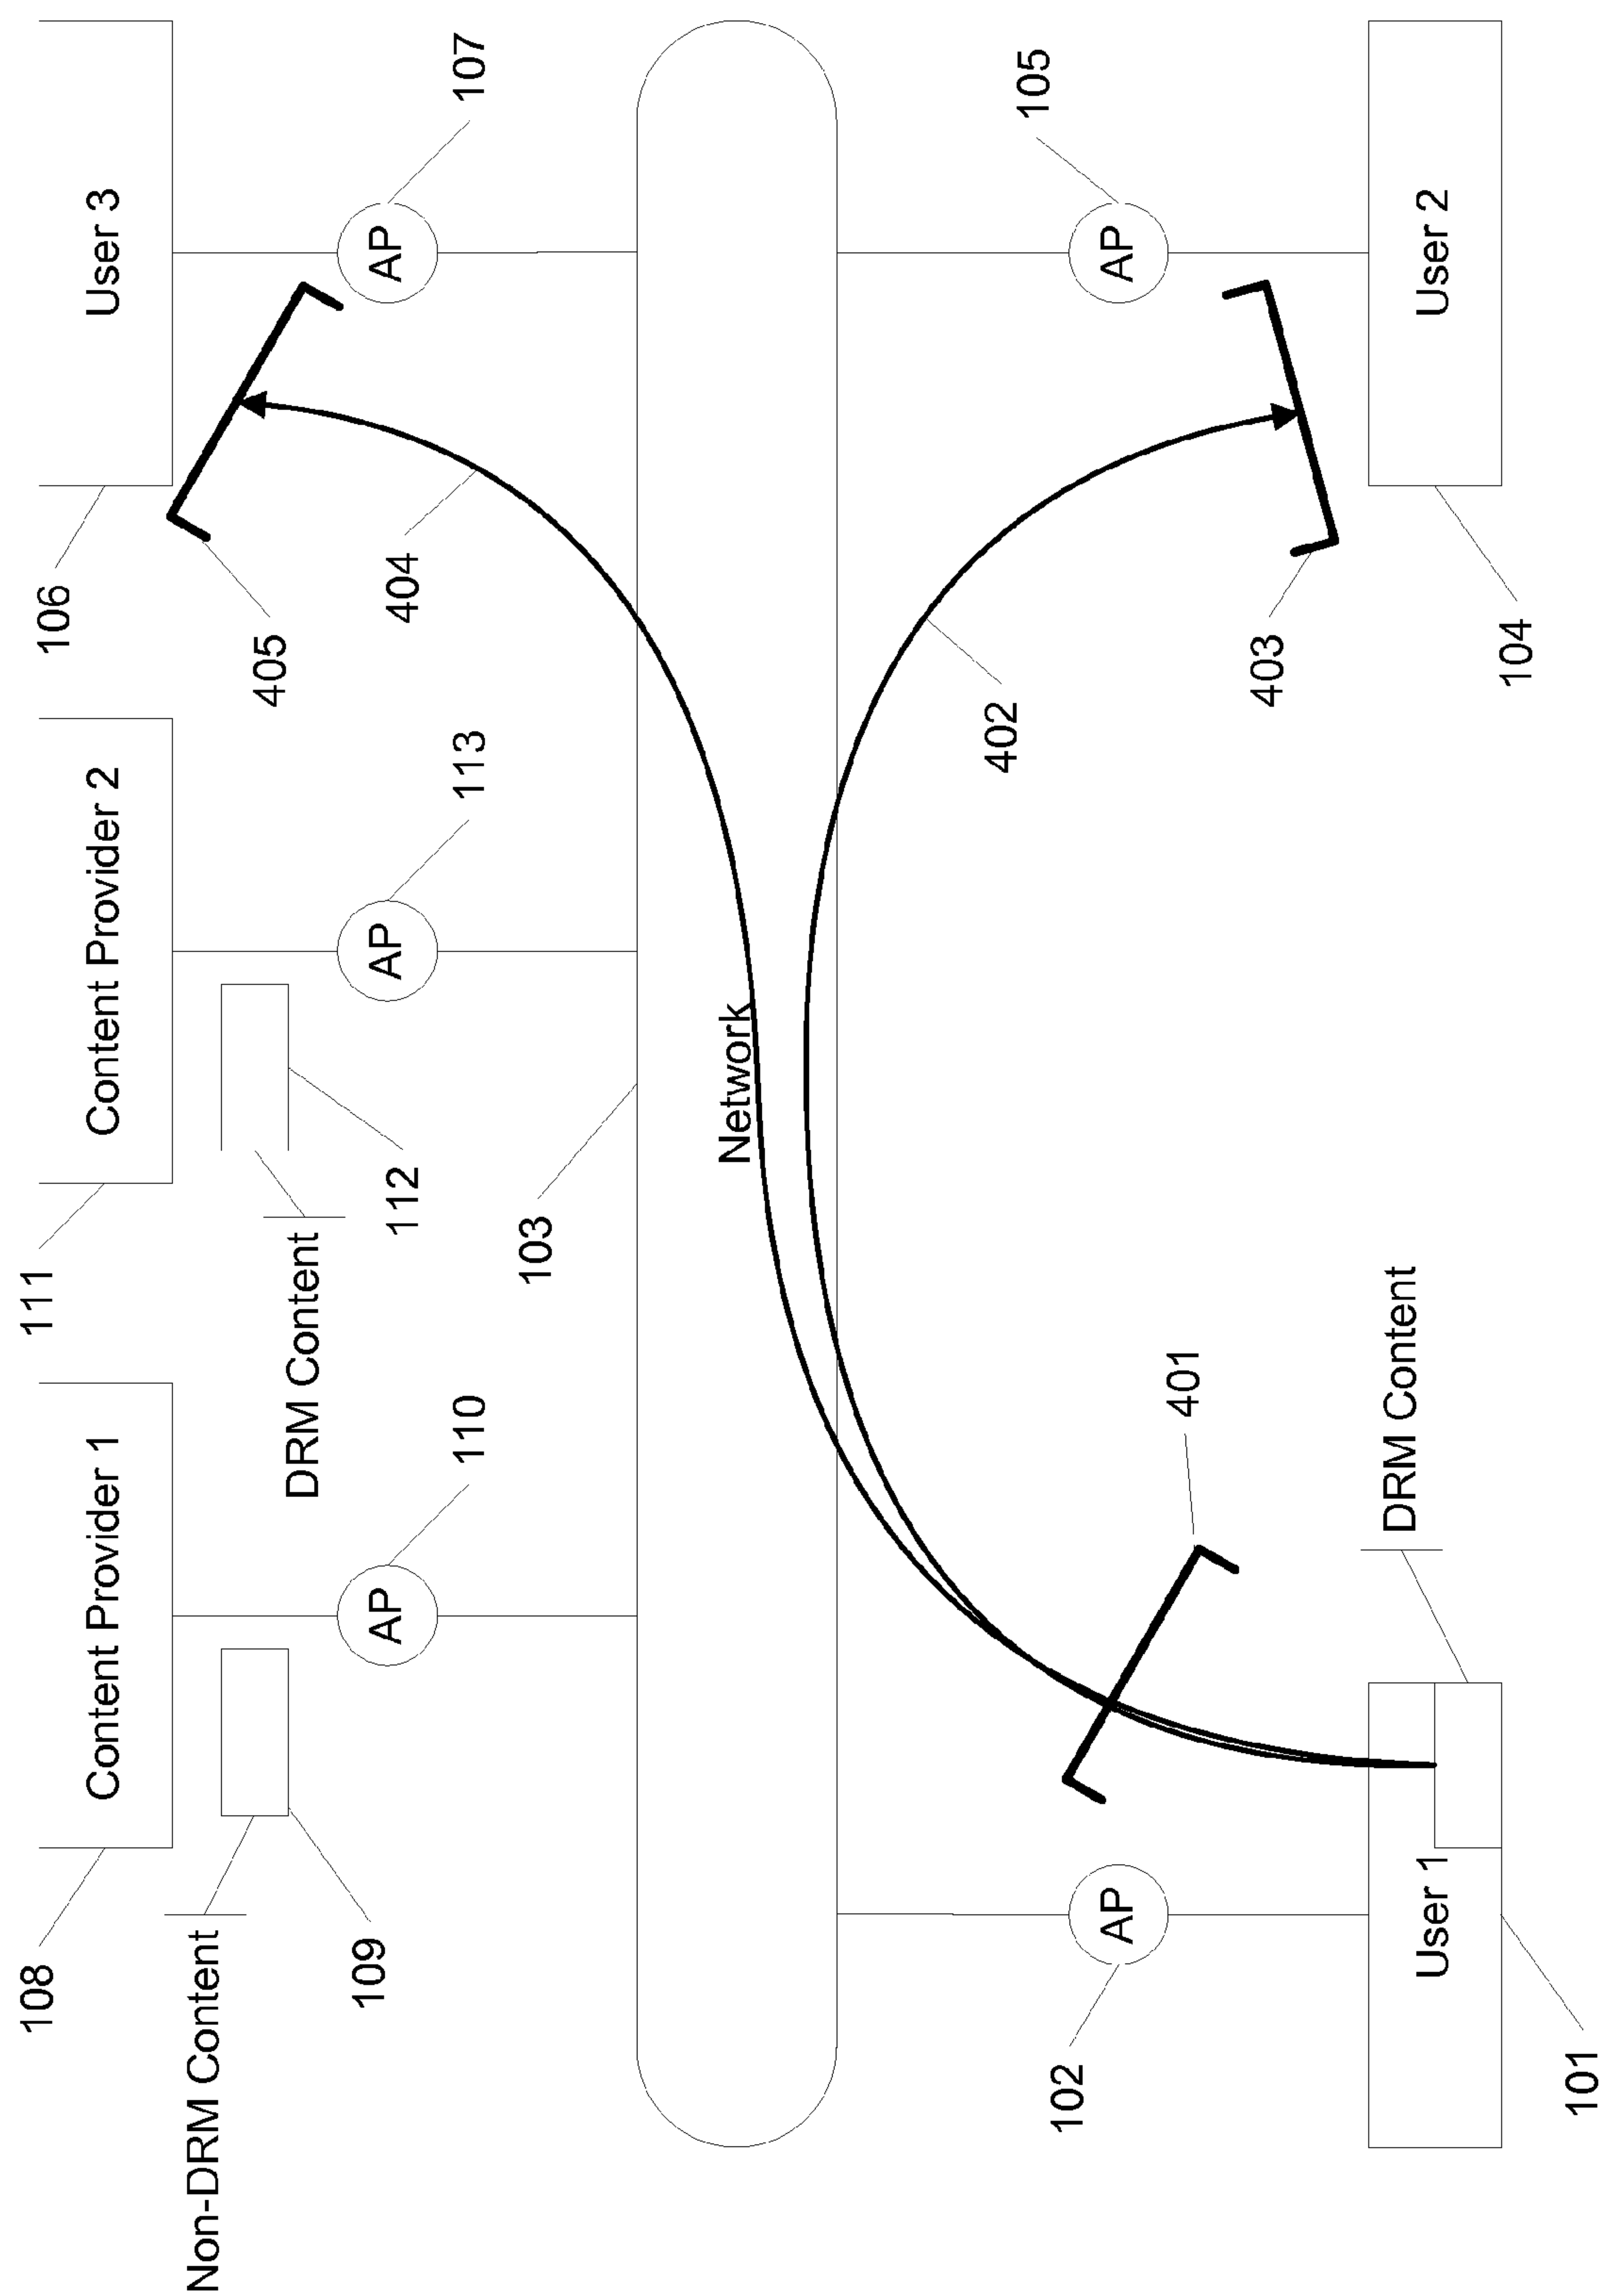 108
111
106
Content Provider 1
Content Provider 2
User 3
Non-DRM Content
405
DRM Content
109
AP
112
AP
404
AP
110
113
107
103
Network
402
105
102
AP
AP
401
403
DRM Content
User 1
User 2
104
101